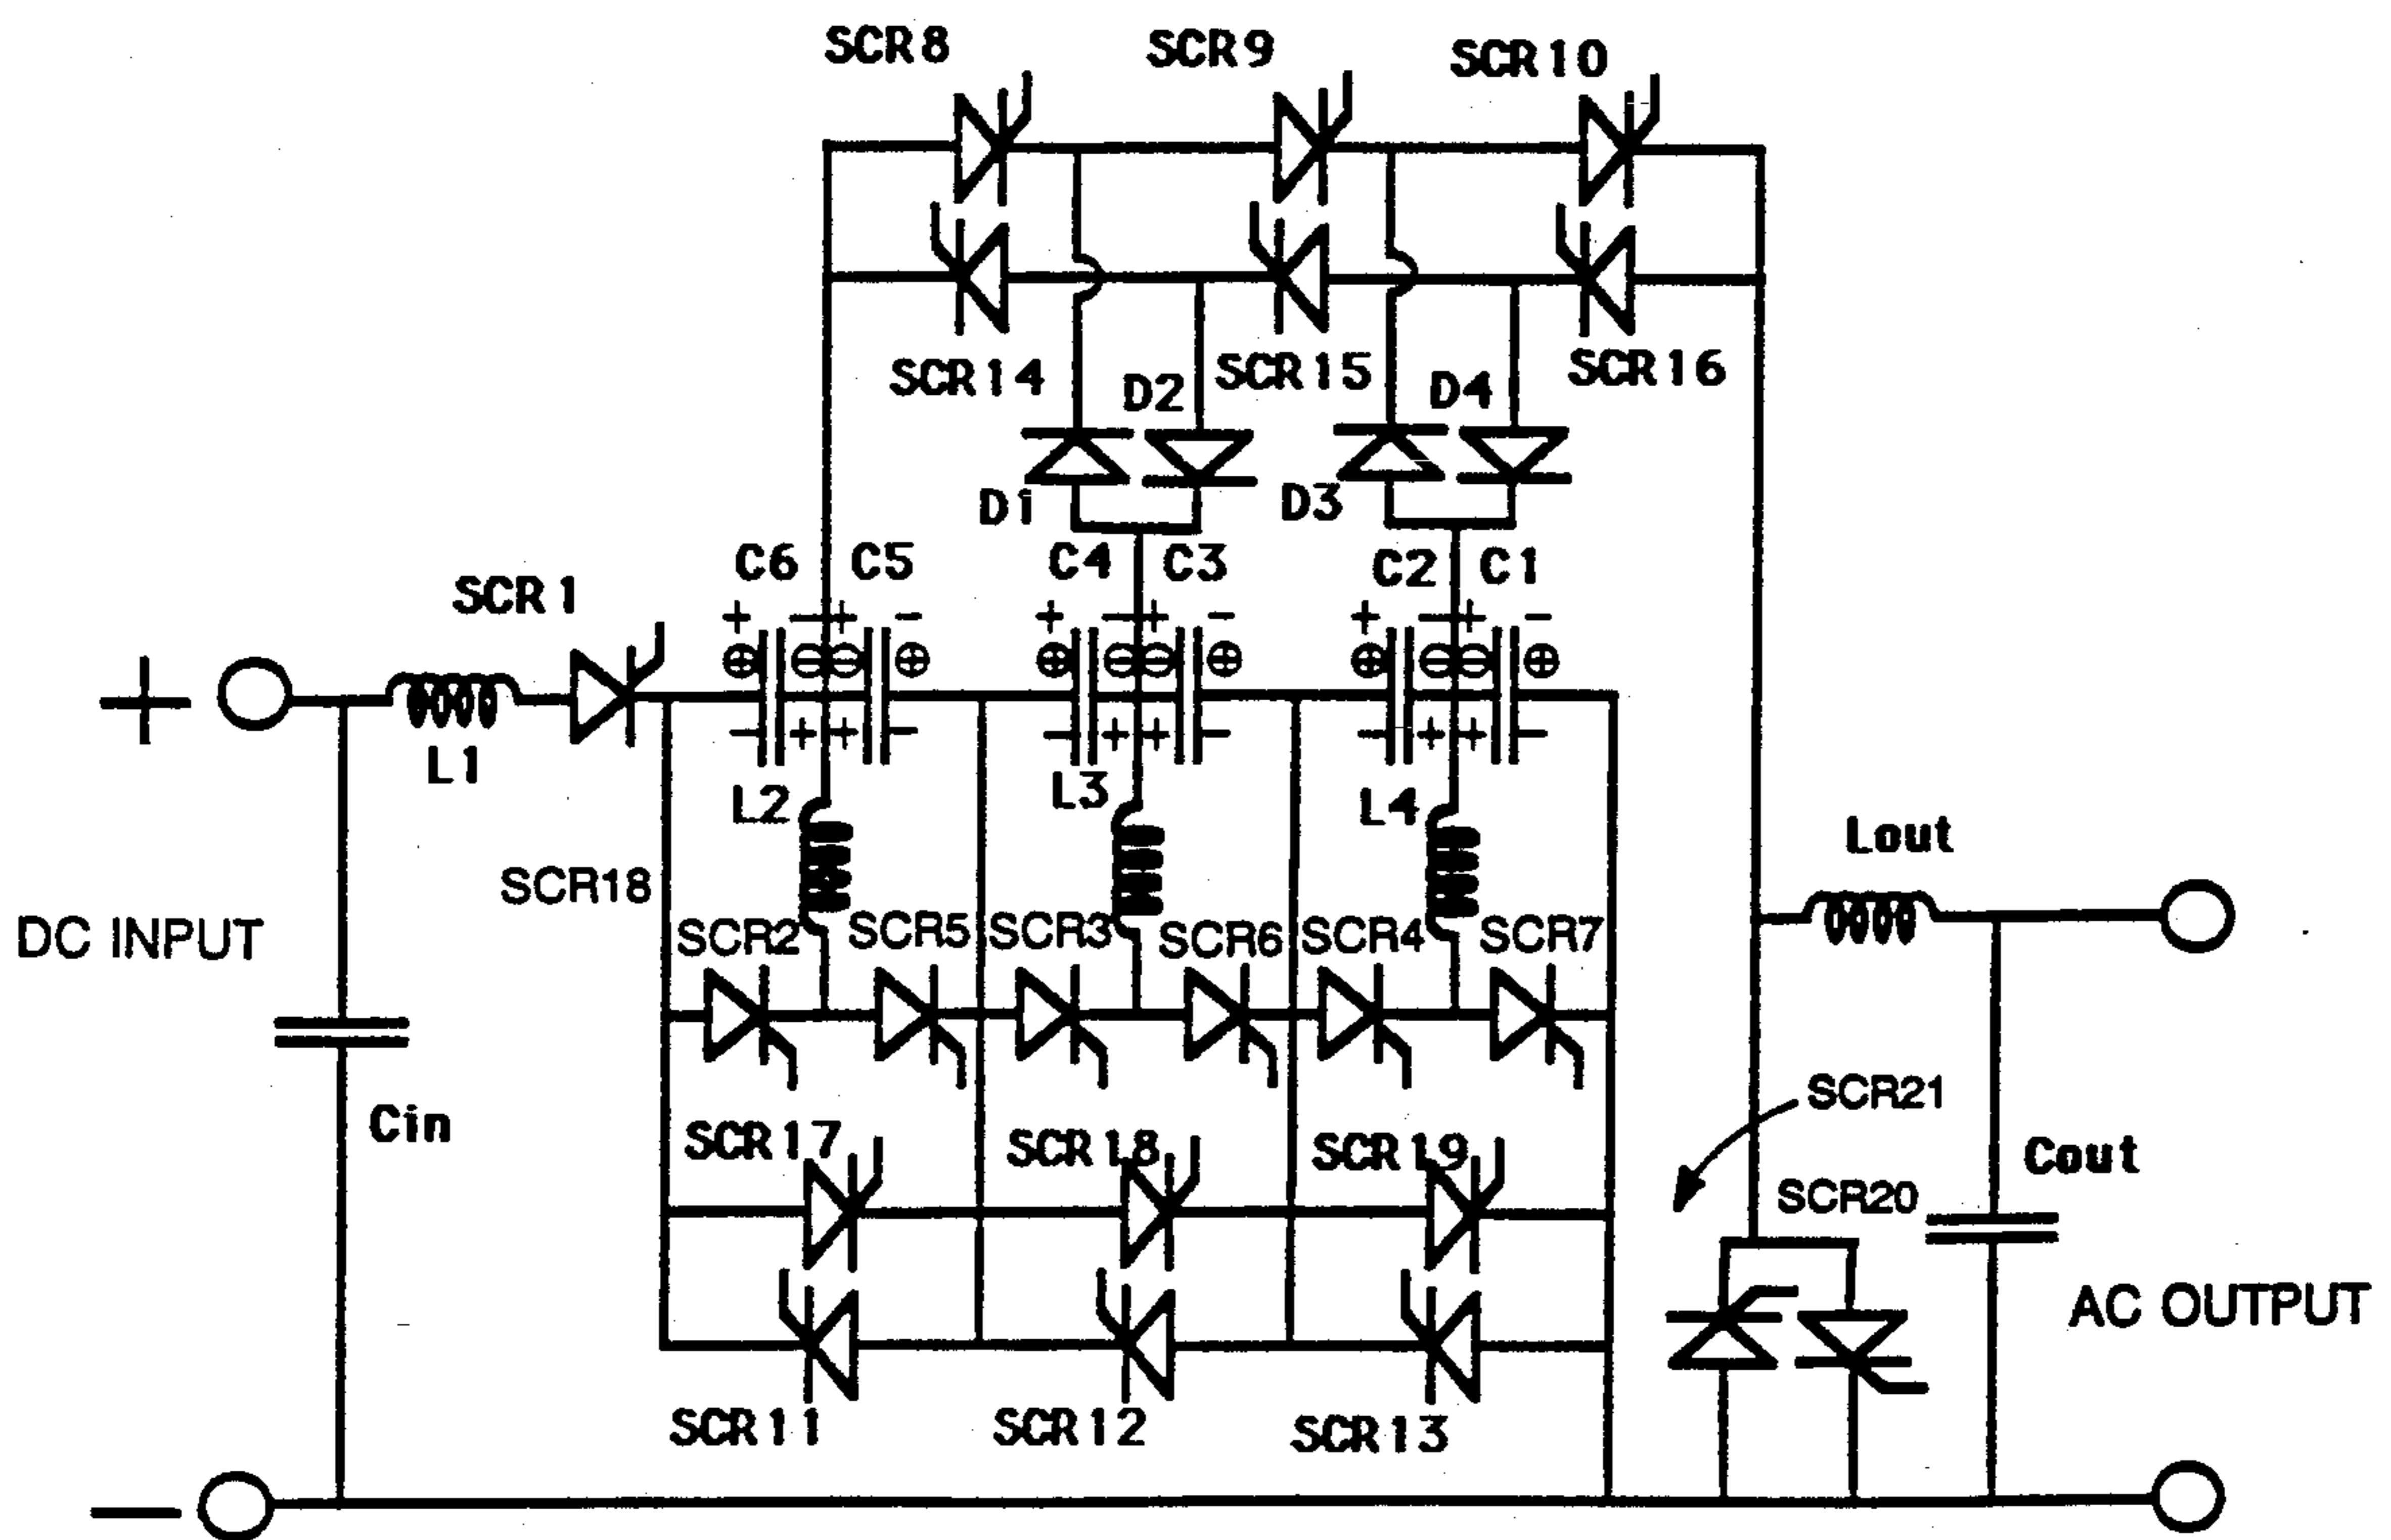 SCR8 SCR9 SCR10
SCR14 D2 SCR15 D4 SCR16
D1 D3
C6 C5 C4 C3 C2 C1
SCR1
+ - + - + - + - + - + -
⊕ ⊖ ⊖ ⊕ ⊕ ⊖ ⊖ ⊕ ⊕ ⊖ ⊖ ⊕
+
- + + - - + + - - + + -
L1 L2 L3 L4
Lout
SCR18
DC INPUT
SCR2 SCR5 SCR3 SCR6 SCR4 SCR7
SCR21
Cin
SCR17 SCR18 SCR19
Cout
SCR20
AC OUTPUT
SCR11 SCR12 SCR13
-